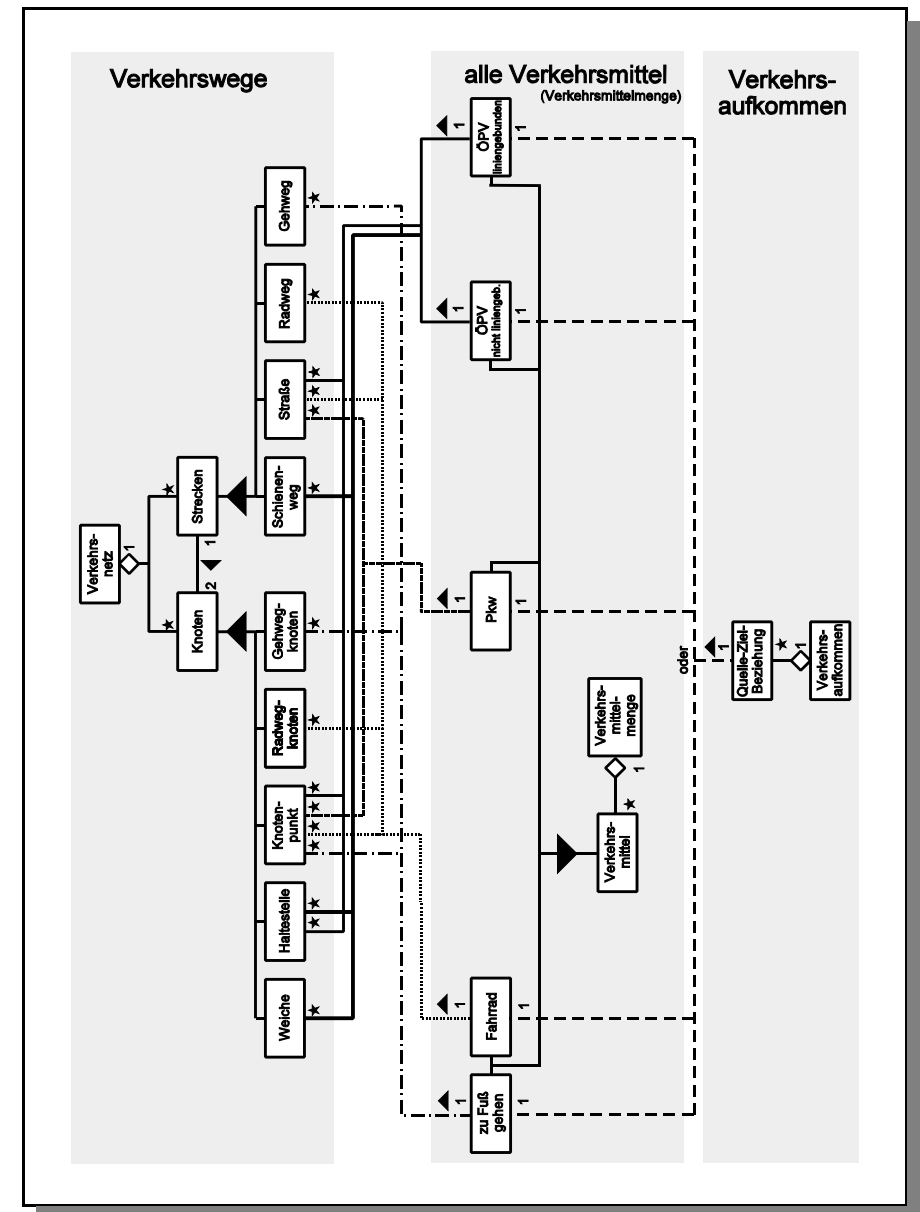 Verkehrswege
alle Verkehrsmittel
(Verkehrsmittelmenge)
Verkehrs-
aufkommen
Verkehrs-
netz
1
★
★
Strecken
1
2
Knoten
Gehweg
★
Radweg
★
Straße
★
★
★
Schienen-
weg
★
Gehweg-
knoten
★
Radweg-
knoten
★
Knoten-
punkt
★
★
★
★
Haltestelle
★
★
Weiche
★
1
ÖPV
liniengebunden
1
1
ÖPV
nicht liniengeb.
1
1
Pkw
1
1
Fahrrad
1
1
zu Fuß
gehen
1
Verkehrs-
mittel-
menge
1
★
Verkehrs-
mittel
oder
1
Quelle-Ziel-
Beziehung
★
1
Verkehrs-
aufkommen